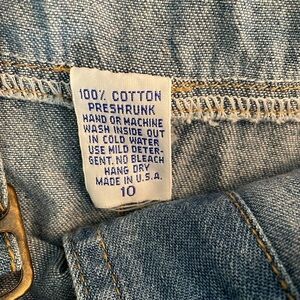 100% COTTON
PRESHRUNK
HAND OR MACHINE
WASH INSIDE OUT
IN COLD WATER
USE MILD DETER-
GENT. NO BLEACH
HANG DRY
MADE IN U.S.A.
10